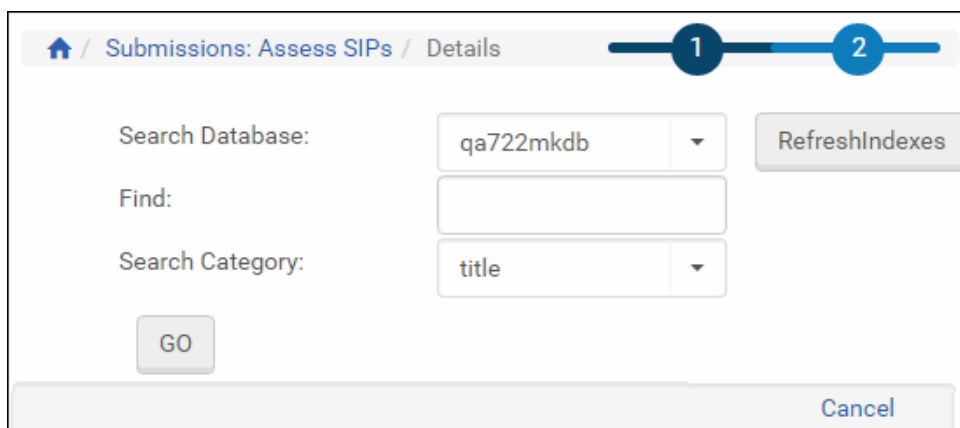 / Submissions: Assess SIPs / Details 1 2
Search Database: qa722mkdb RefreshIndexes
Find:
Search Category: title
GO
Cancel